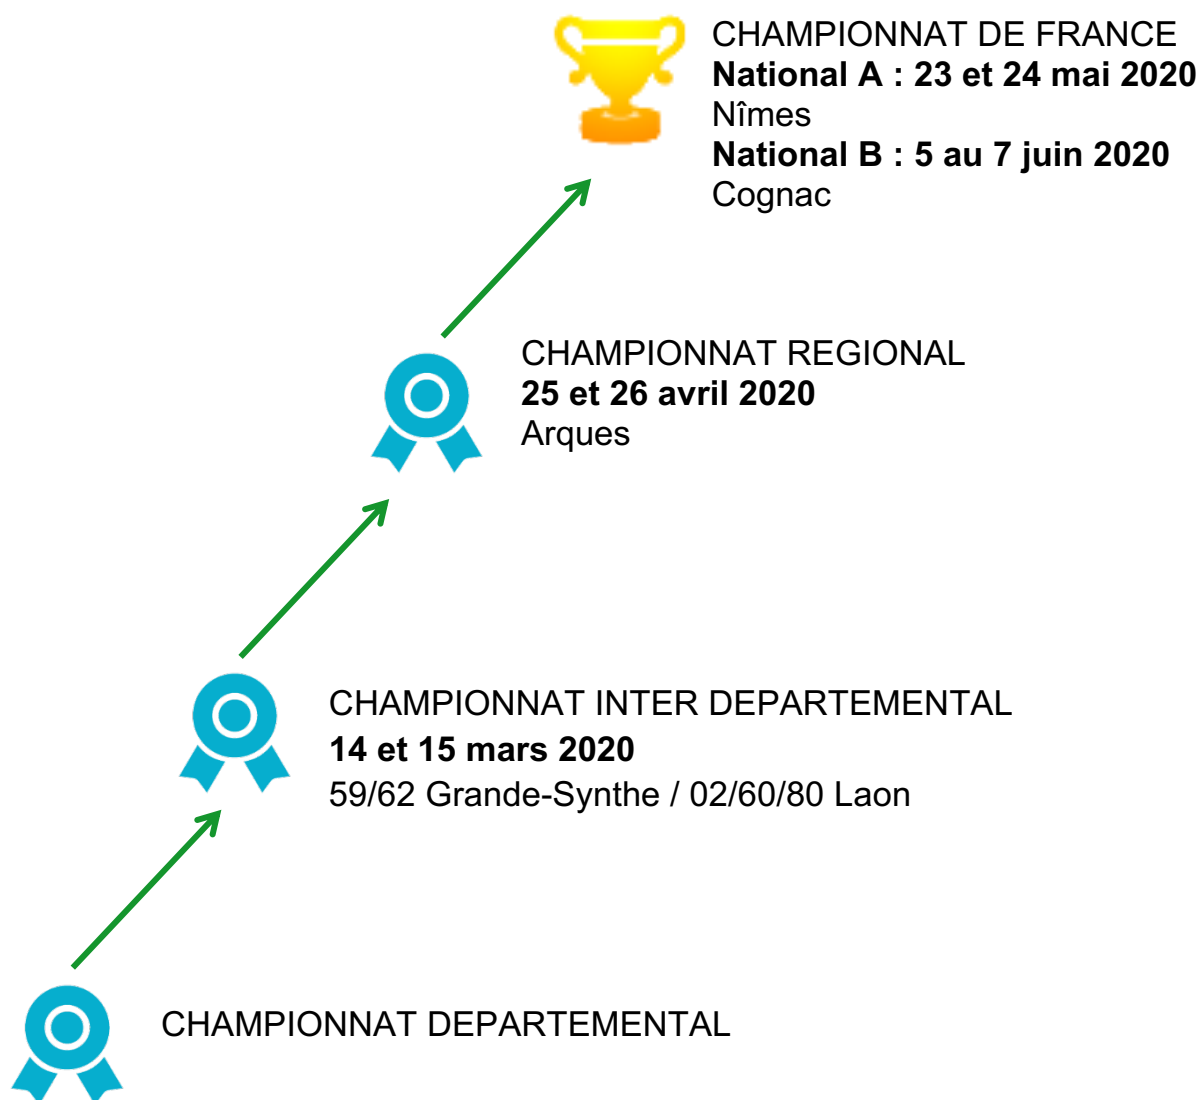 CHAMPIONNAT DE FRANCE
National A : 23 et 24 mai 2020
Nîmes
National B : 5 au 7 juin 2020
Cognac
CHAMPIONNAT REGIONAL
25 et 26 avril 2020
Arques
CHAMPIONNAT INTER DEPARTEMENTAL
14 et 15 mars 2020
59/62 Grande-Synthe / 02/60/80 Laon
CHAMPIONNAT DEPARTEMENTAL